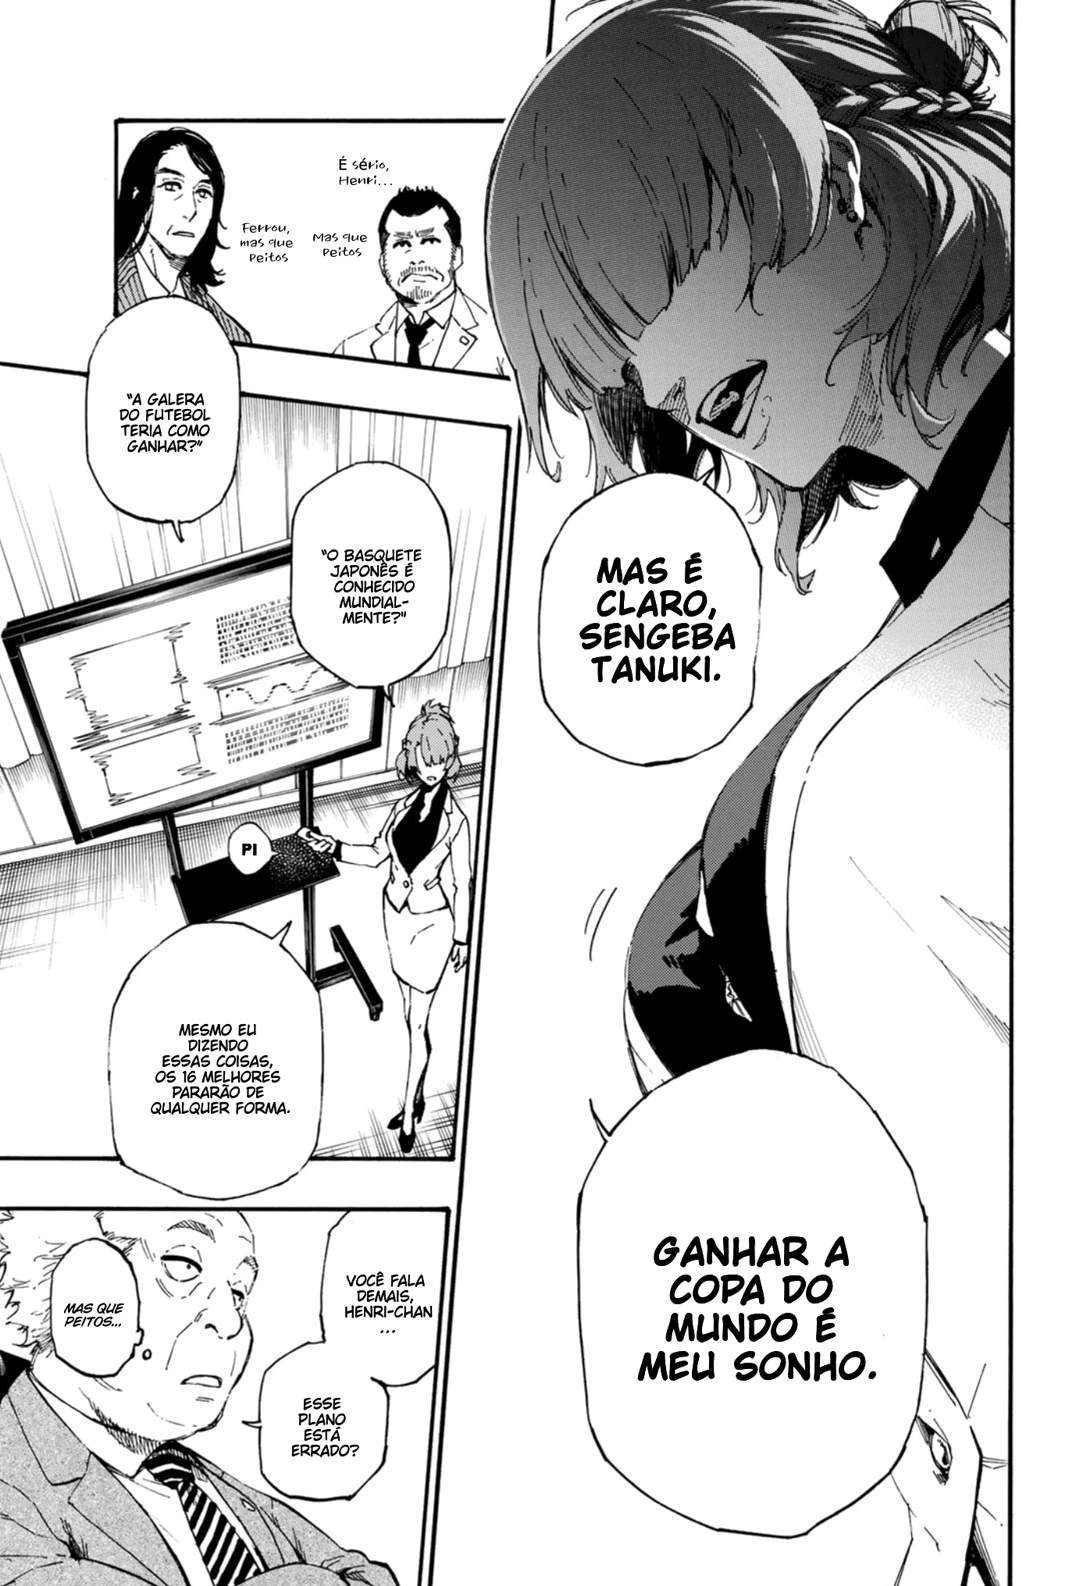 MAS É
CLARO,
SENGEBA
TANUKI.
GANHAR A
COPA DO
MUNDO É
MEU SONHO.
É sério,
Henri...
Mas que
Peitos
Ferrou,
mas que
Peitos
"A GALERA
DO FUTEBOL
TERIA COMO
GANHAR?"
"O BASQUETE
JAPONÊS É
CONHECIDO
MUNDIAL-
MENTE?"
PI
MESMO EU
DIZENDO
ESSAS COISAS,
OS 16 MELHORES
PARARÃO DE
QUALQUER FORMA.
VOCÊ FALA
DEMAIS,
HENRI-CHAN
...
ESSE
PLANO
ESTÁ
ERRADO?
MAS QUE
PEITOS...